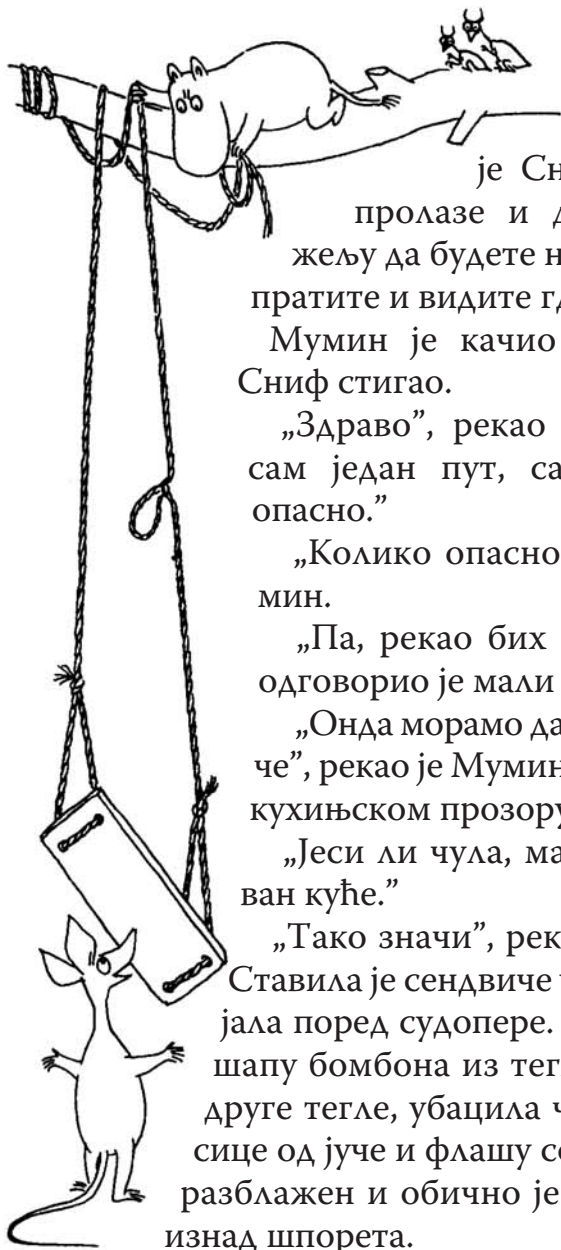 је Сн
пролазе и д
жељу да будете н
пратите и видите гд
Мумин је качио
Сниф стигао.
„Здраво”, рекао
сам један пут, са
опасно.”
„Колико опасно
мин.
„Па, рекао бих
одговорио је мали
„Онда морамо да
че”, рекао је Мумин
кухињском прозору
„Јеси ли чула, ма
ван куће.”
„Тако значи”, рек
Ставила је сендвиче
јала поред судопере.
шапу бомбона из тег
друге тегле, убацила ч
сице од јуче и флашу со
разблажен и обично је
изнад шпорета.